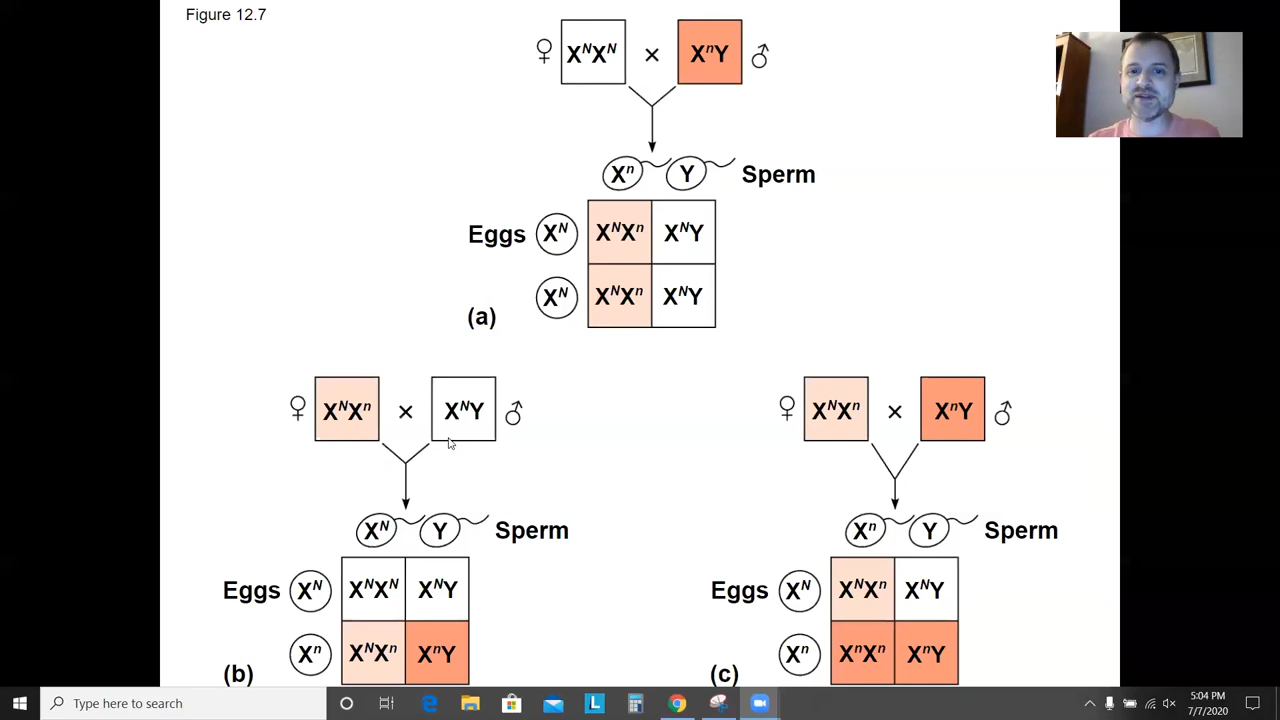 Figure 12.7
♀ XᴺXᴺ × XⁿY ♂
Xⁿ Y Sperm
Eggs Xᴺ XᴺXⁿ XᴺY
Xᴺ XᴺXⁿ XᴺY
(a)
♀ XᴺXⁿ × XᴺY ♂
Xᴺ Y Sperm
Eggs Xᴺ XᴺXᴺ XᴺY
Xⁿ XᴺXⁿ XⁿY
(b)
♀ XᴺXⁿ × XⁿY ♂
Xⁿ Y Sperm
Eggs Xᴺ XᴺXⁿ XᴺY
Xⁿ XⁿXⁿ XⁿY
(c)
Type here to search
L
5:04 PM
7/7/2020